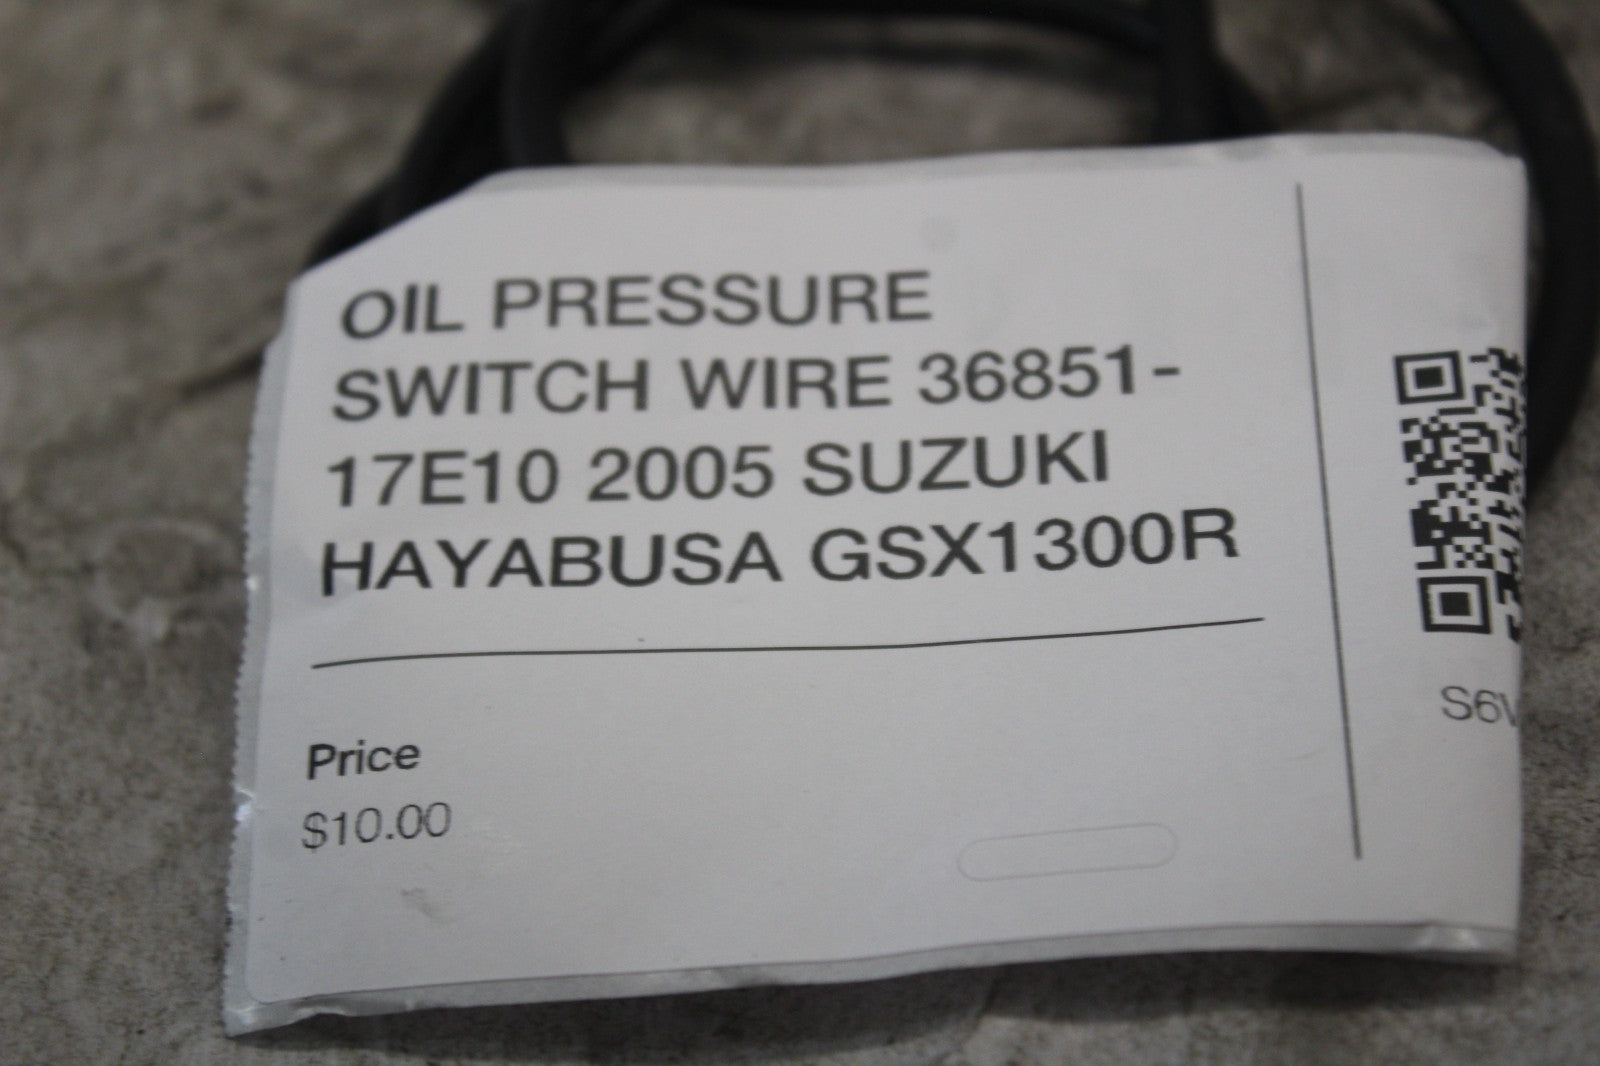 OIL PRESSURE
SWITCH WIRE 36851-
17E10 2005 SUZUKI
HAYABUSA GSX1300R
Price
$10.00